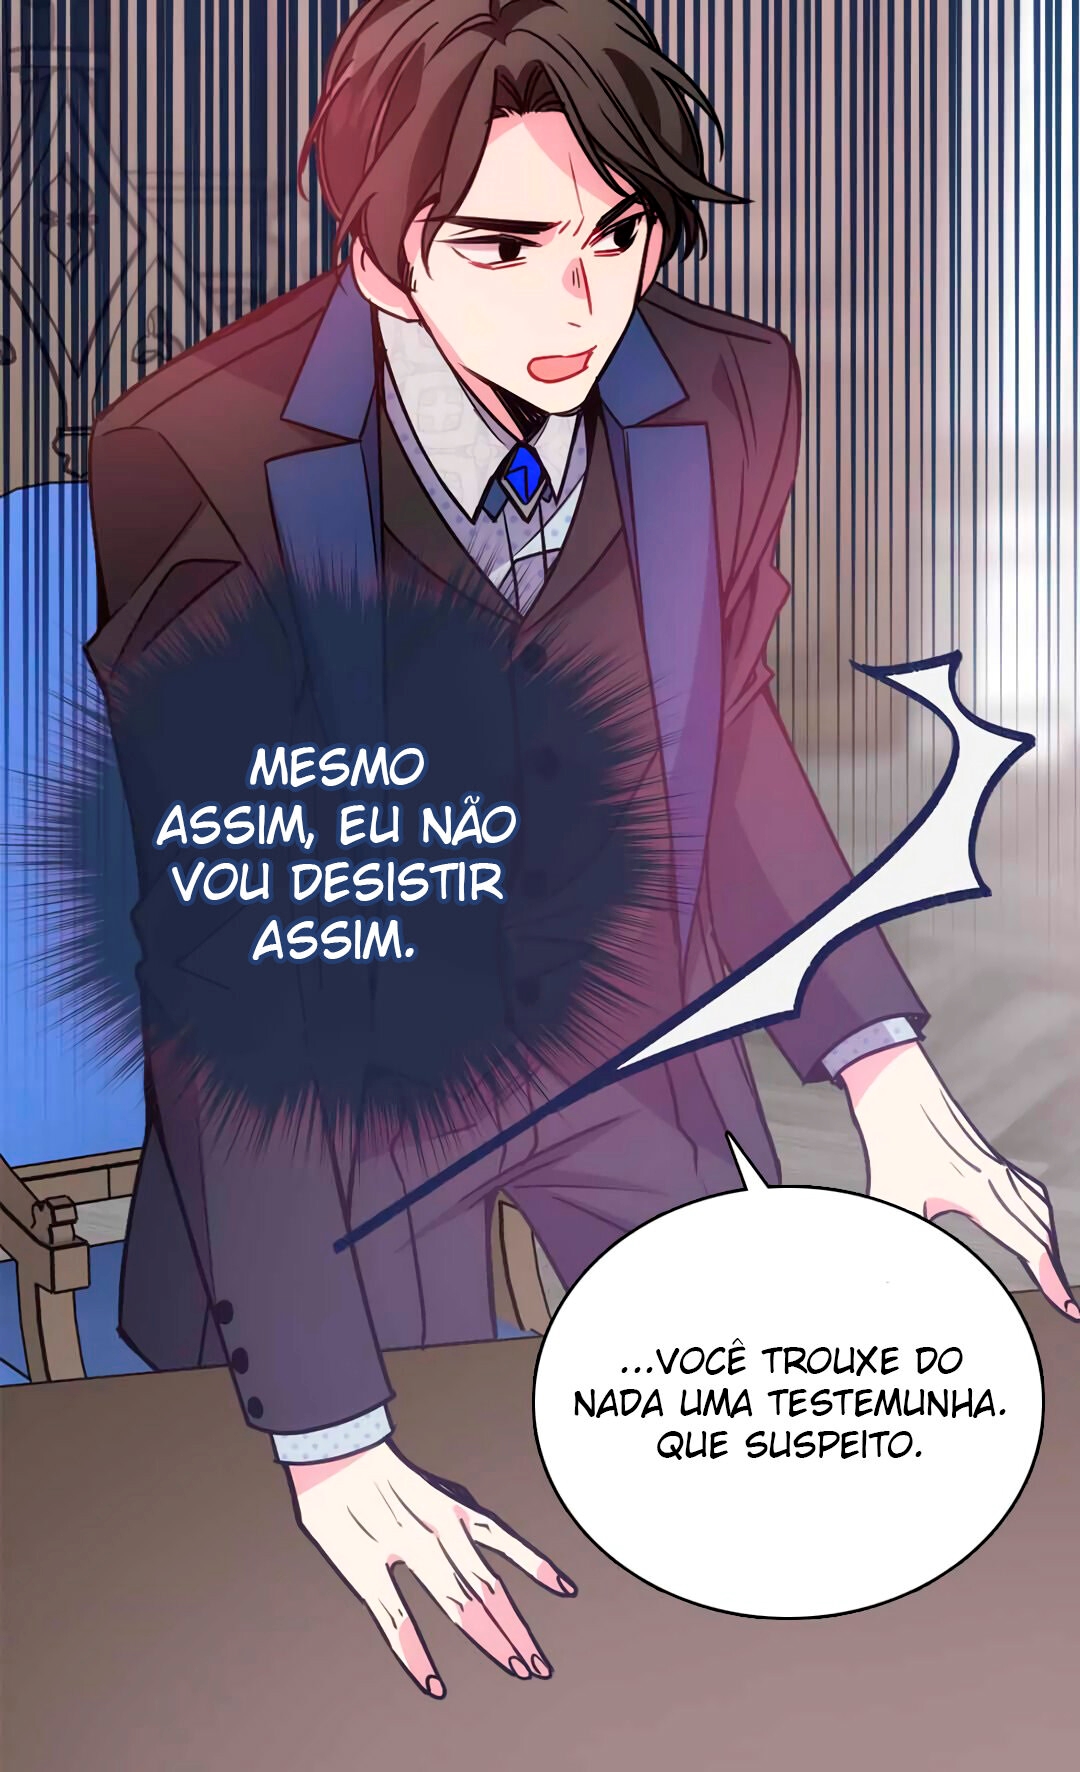 MESMO
ASSIM, EU NÃO
VOU DESISTIR
ASSIM.
...VOCÊ TROUXE DO
NADA UMA TESTEMUNHA.
QUE SUSPEITO.